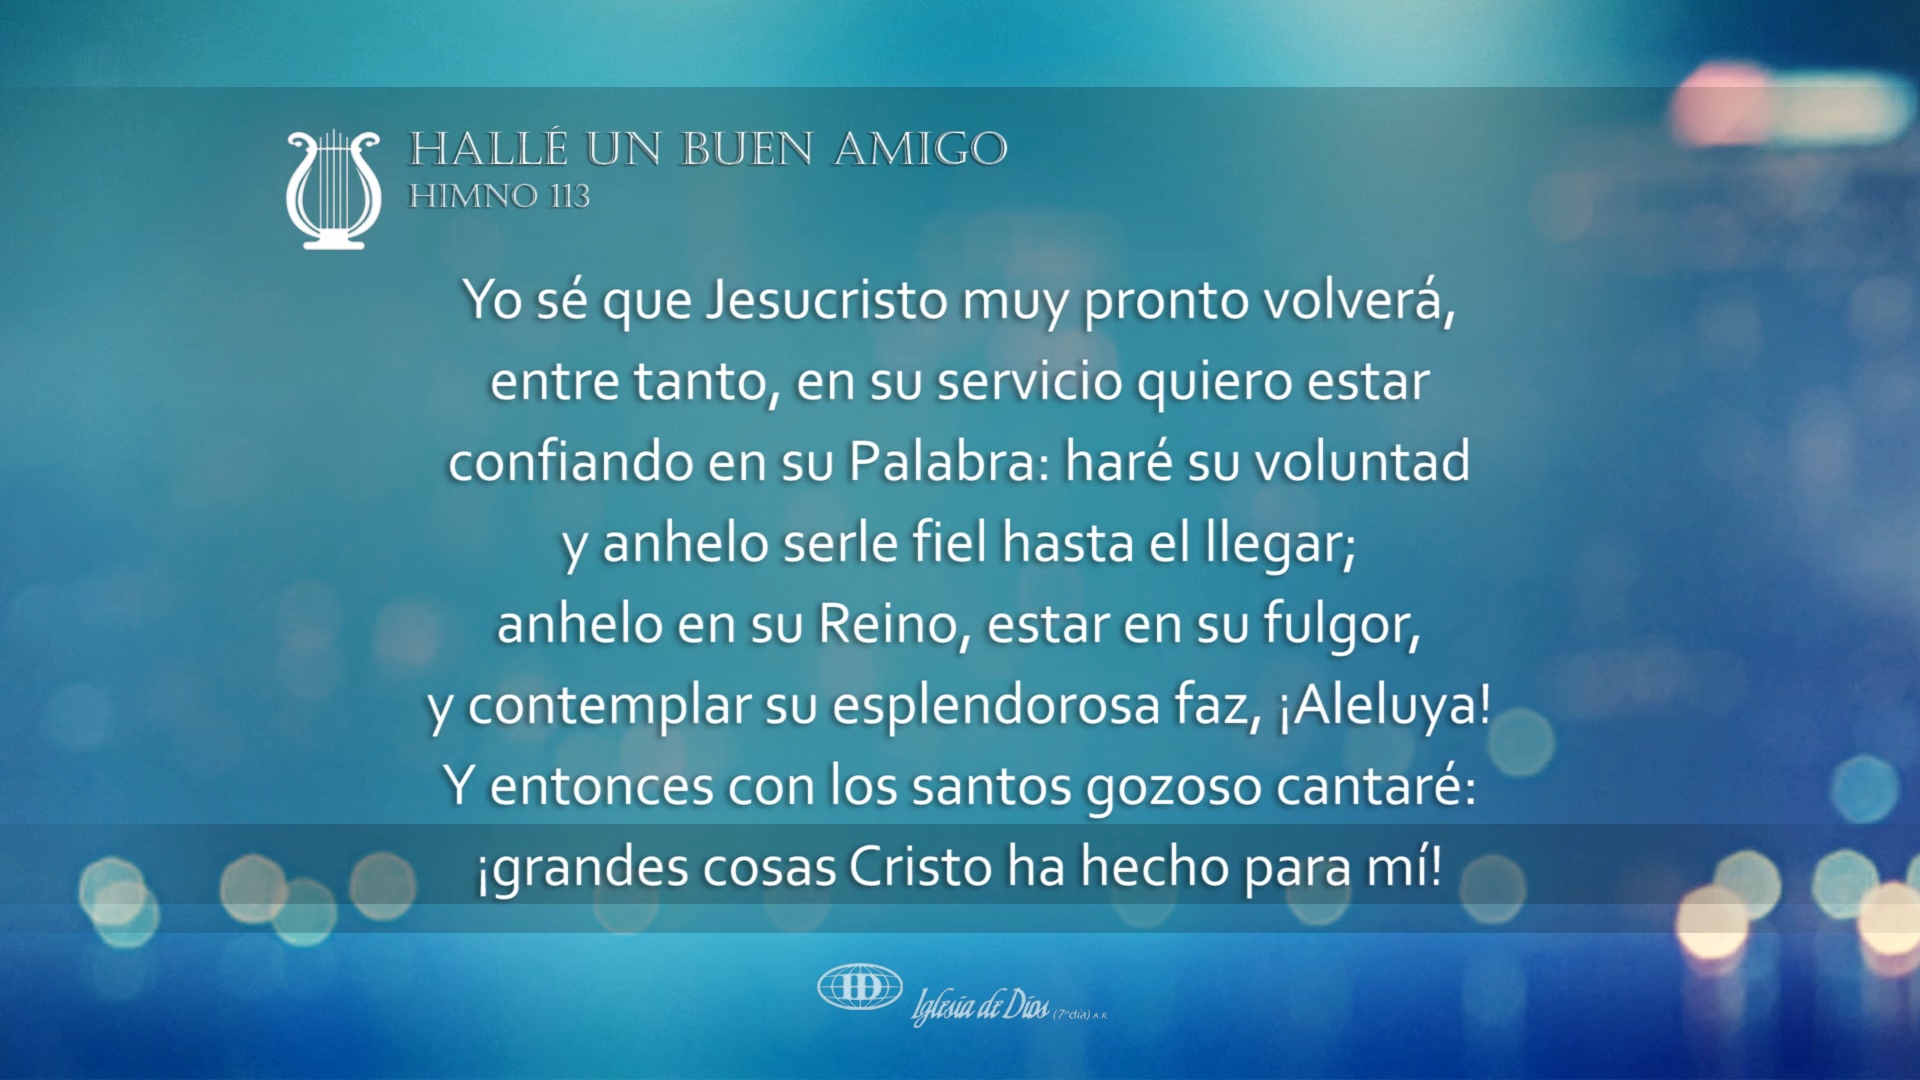 HALLÉ UN BUEN AMIGO
HIMNO 113
Yo sé que Jesucristo muy pronto volverá,
entre tanto, en su servicio quiero estar
confiando en su Palabra: haré su voluntad
y anhelo serle fiel hasta el llegar;
anhelo en su Reino, estar en su fulgor,
y contemplar su esplendorosa faz, ¡Aleluya!
Y entonces con los santos gozoso cantaré:
¡grandes cosas Cristo ha hecho para mí!
Iglesia de Dios (7º día) A.R.